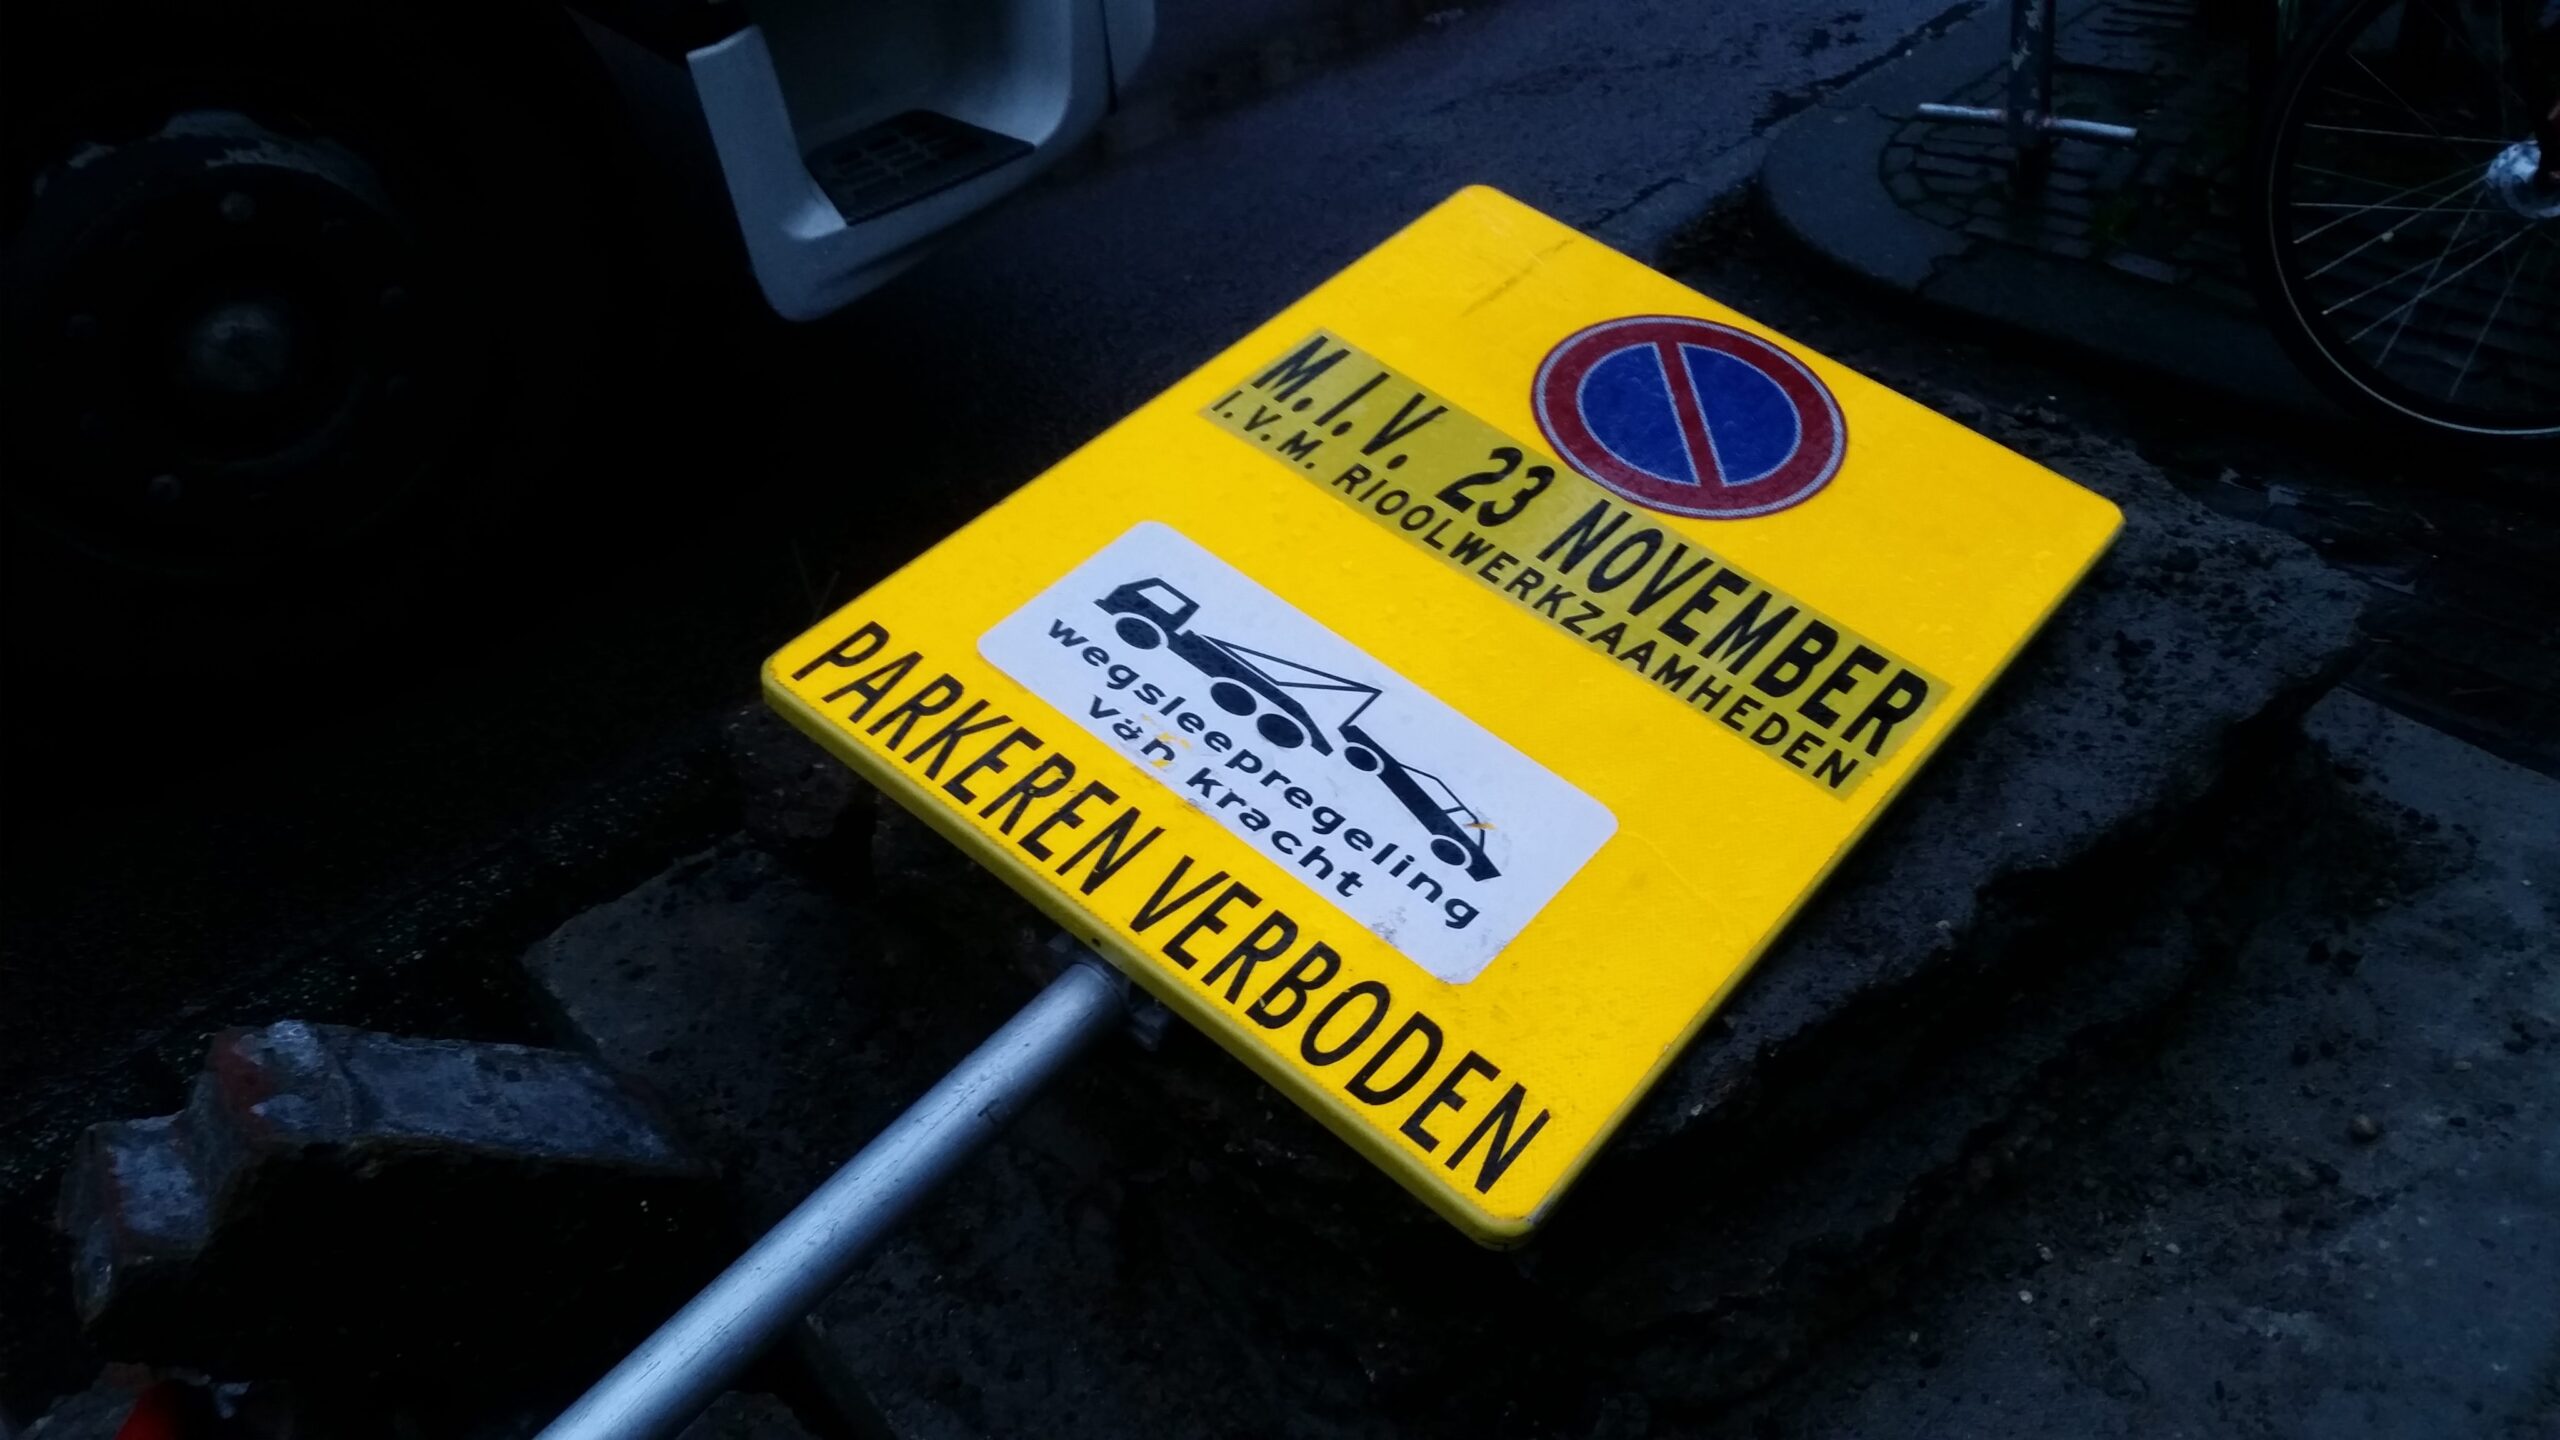 M.I.V. 23 NOVEMBER
I.V.M. RIOOLWERKZAAMHEDEN
wegsleepregeling
van kracht
PARKEREN VERBODEN